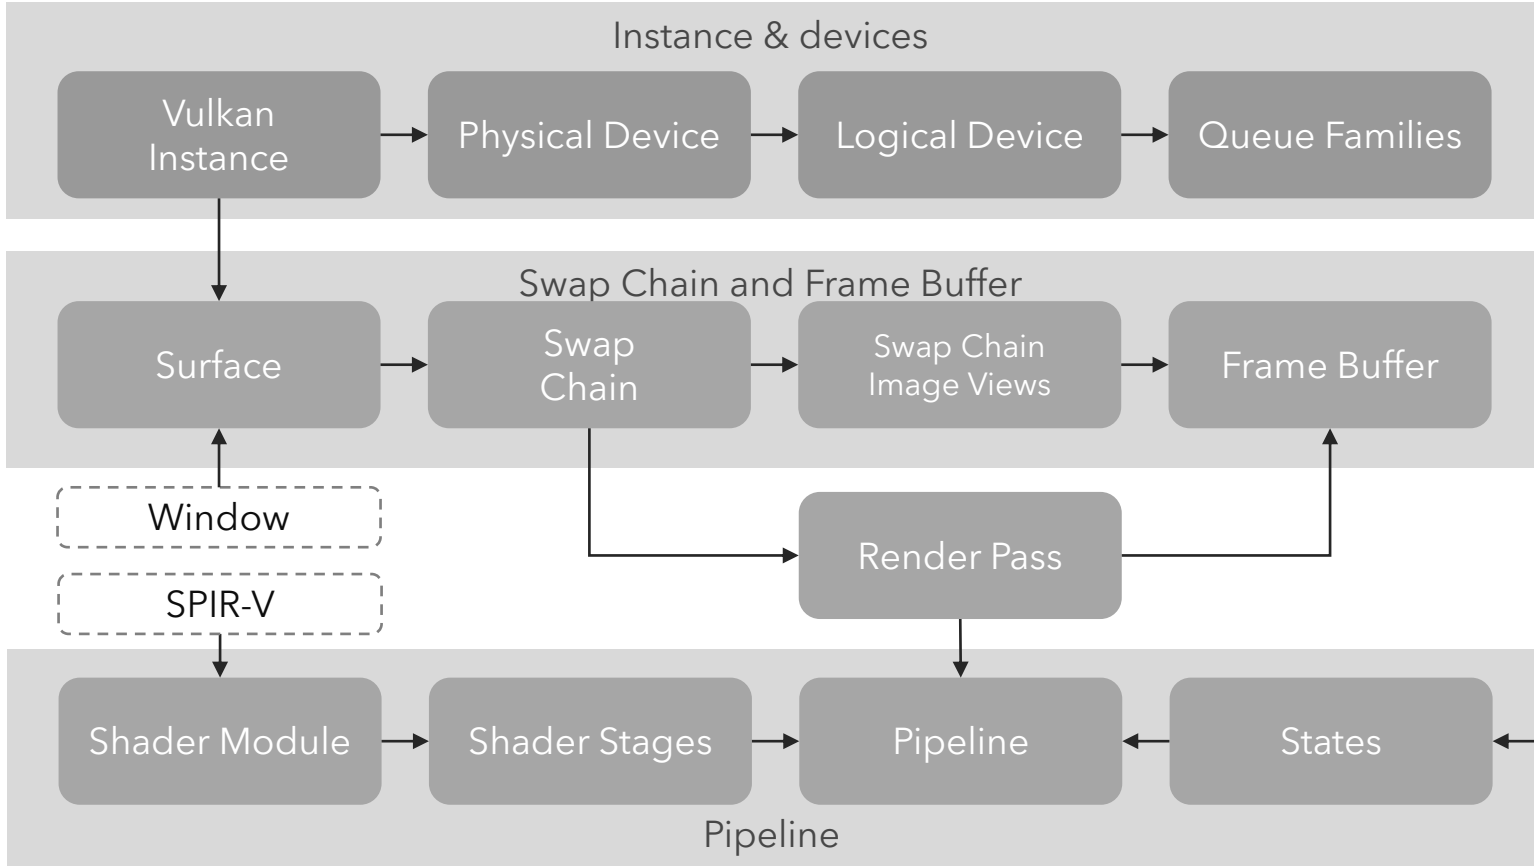 Instance & devices
Vulkan
Instance
Physical Device
Logical Device
Queue Families
Swap Chain and Frame Buffer
Surface
Swap
Chain
Swap Chain
Image Views
Frame Buffer
Window
Render Pass
SPIR-V
Shader Module
Shader Stages
Pipeline
States
Pipeline